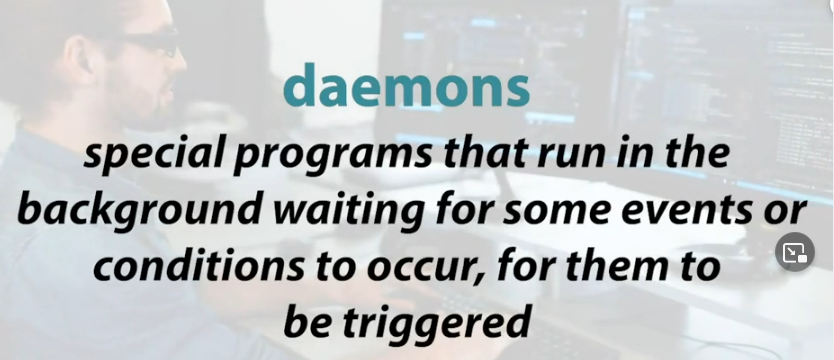 daemons
special programs that run in the
background waiting for some events or
conditions to occur, for them to
be triggered